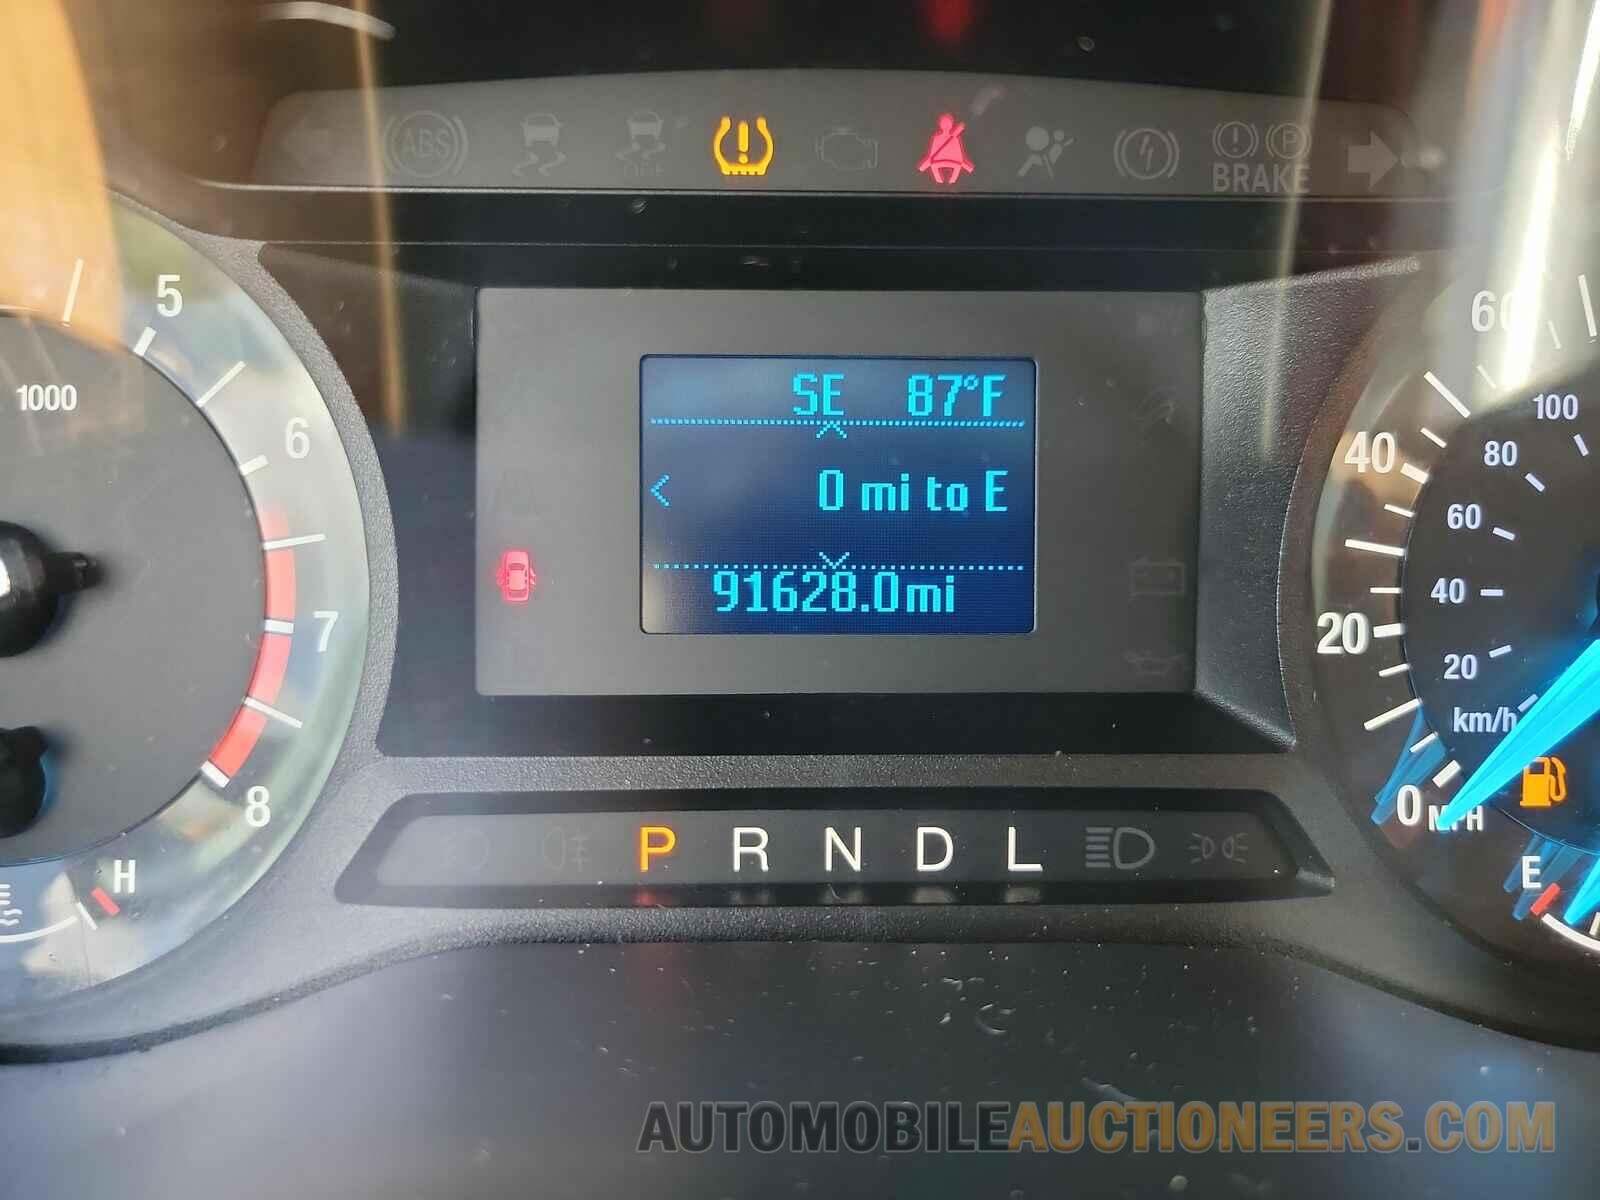 ABS
OFF
BRAKE
P
5
1000
6
7
8
H
SE 87°F
0 mi to E
91628.0mi
60
100
40
80
60
40
20
20
km/h
0 MPH
E
P R N D L
AUTOMOBILEAUCTIONEERS.COM